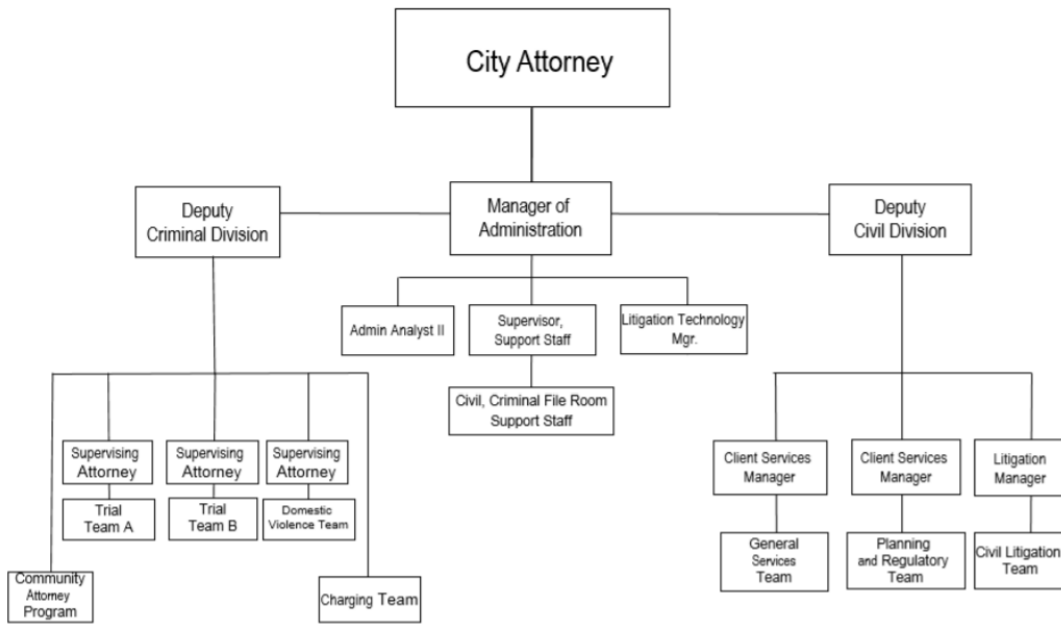 City Attorney
Deputy
Criminal Division
Manager of
Administration
Deputy
Civil Division
Admin Analyst II
Supervisor,
Support Staff
Litigation Technology
Mgr.
Civil, Criminal File Room
Support Staff
Supervising
Attorney
Supervising
Attorney
Supervising
Attorney
Trial
Team A
Trial
Team B
Domestic
Violence Team
Community
Attorney
Program
Charging Team
Client Services
Manager
Client Services
Manager
Litigation
Manager
General
Services
Team
Planning
and Regulatory
Team
Civil Litigation
Team